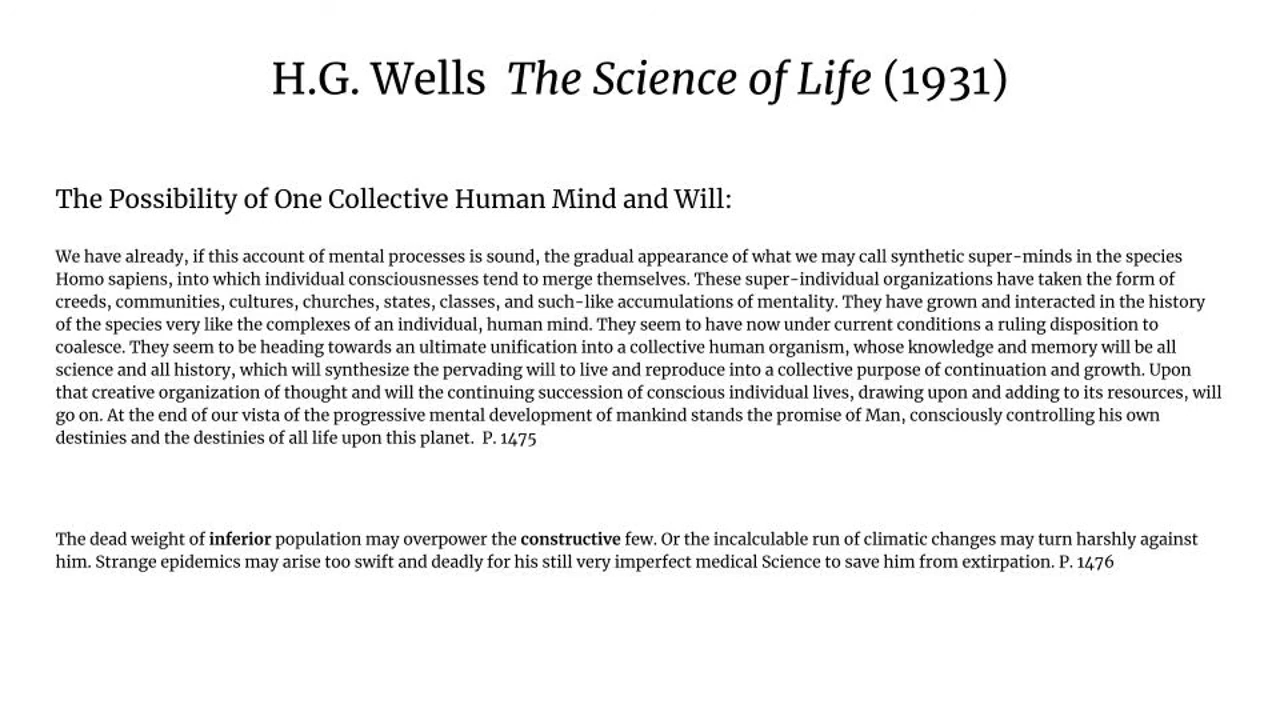 H.G. Wells The Science of Life (1931)
The Possibility of One Collective Human Mind and Will:
We have already, if this account of mental processes is sound, the gradual appearance of what we may call synthetic super-minds in the species
Homo sapiens, into which individual consciousnesses tend to merge themselves. These super-individual organizations have taken the form of
creeds, communities, cultures, churches, states, classes, and such-like accumulations of mentality. They have grown and interacted in the history
of the species very like the complexes of an individual, human mind. They seem to have now under current conditions a ruling disposition to
coalesce. They seem to be heading towards an ultimate unification into a collective human organism, whose knowledge and memory will be all
science and all history, which will synthesize the pervading will to live and reproduce into a collective purpose of continuation and growth. Upon
that creative organization of thought and will the continuing succession of conscious individual lives, drawing upon and adding to its resources, will
go on. At the end of our vista of the progressive mental development of mankind stands the promise of Man, consciously controlling his own
destinies and the destinies of all life upon this planet. P. 1475
The dead weight of inferior population may overpower the constructive few. Or the incalculable run of climatic changes may turn harshly against
him. Strange epidemics may arise too swift and deadly for his still very imperfect medical Science to save him from extirpation. P. 1476